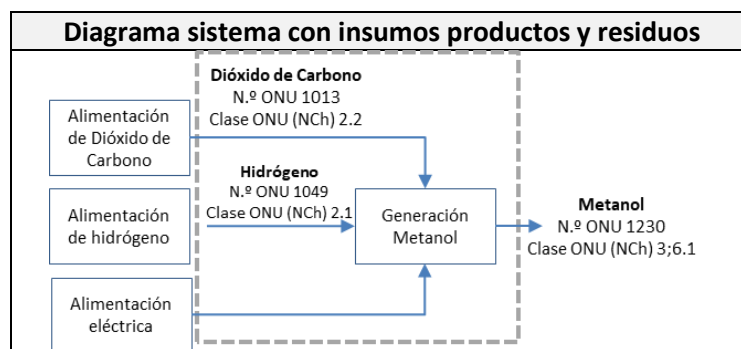 Diagrama sistema con insumos productos y residuos
Dióxido de Carbono
N.º ONU 1013
Clase ONU (NCh) 2.2
Alimentación
de Dióxido de
Carbono
Hidrógeno
N.º ONU 1049
Clase ONU (NCh) 2.1
Alimentación
de hidrógeno
Generación
Metanol
Metanol
N.º ONU 1230
Clase ONU (NCh) 3;6.1
Alimentación
eléctrica